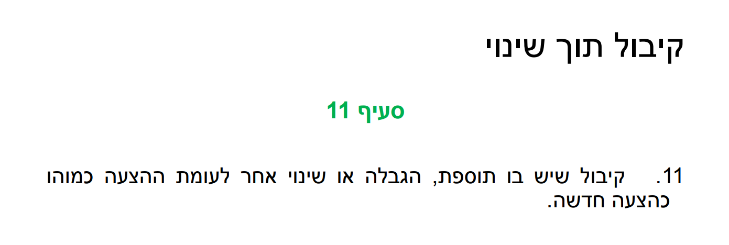 קיבול תוך שינוי
סעיף 11
11. קיבול שיש בו תוספת, הגבלה או שינוי אחר לעומת ההצעה כמוהו
כהצעה חדשה.